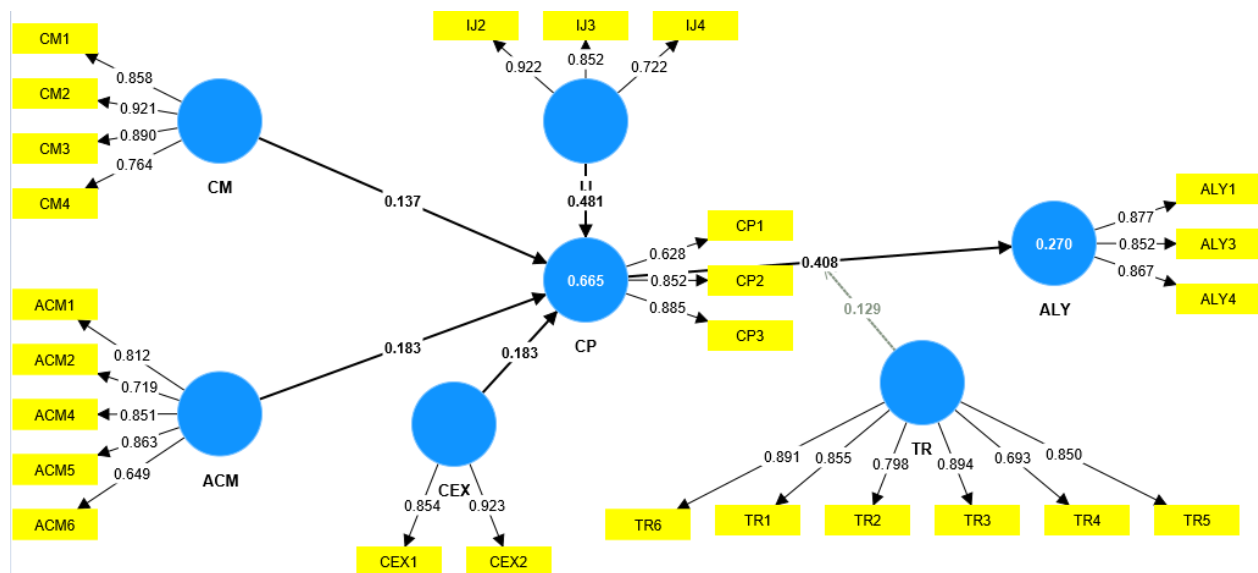 IJ2
IJ3
IJ4
CM1
CM2
CM3
CM4
0.858
0.921
0.890
0.764
CM
0.922
0.852
0.722
0.137
0.481
ACM1
ACM2
ACM4
ACM5
ACM6
0.812
0.719
0.851
0.863
0.649
ACM
0.183
0.183
CEX
0.854
0.923
CEX1
CEX2
0.665
CP
0.628
0.852
0.885
CP1
CP2
CP3
0.408
0.129
0.270
ALY
0.877
0.852
0.867
ALY1
ALY3
ALY4
TR
0.891
0.855
0.798
0.894
0.693
0.850
TR6
TR1
TR2
TR3
TR4
TR5